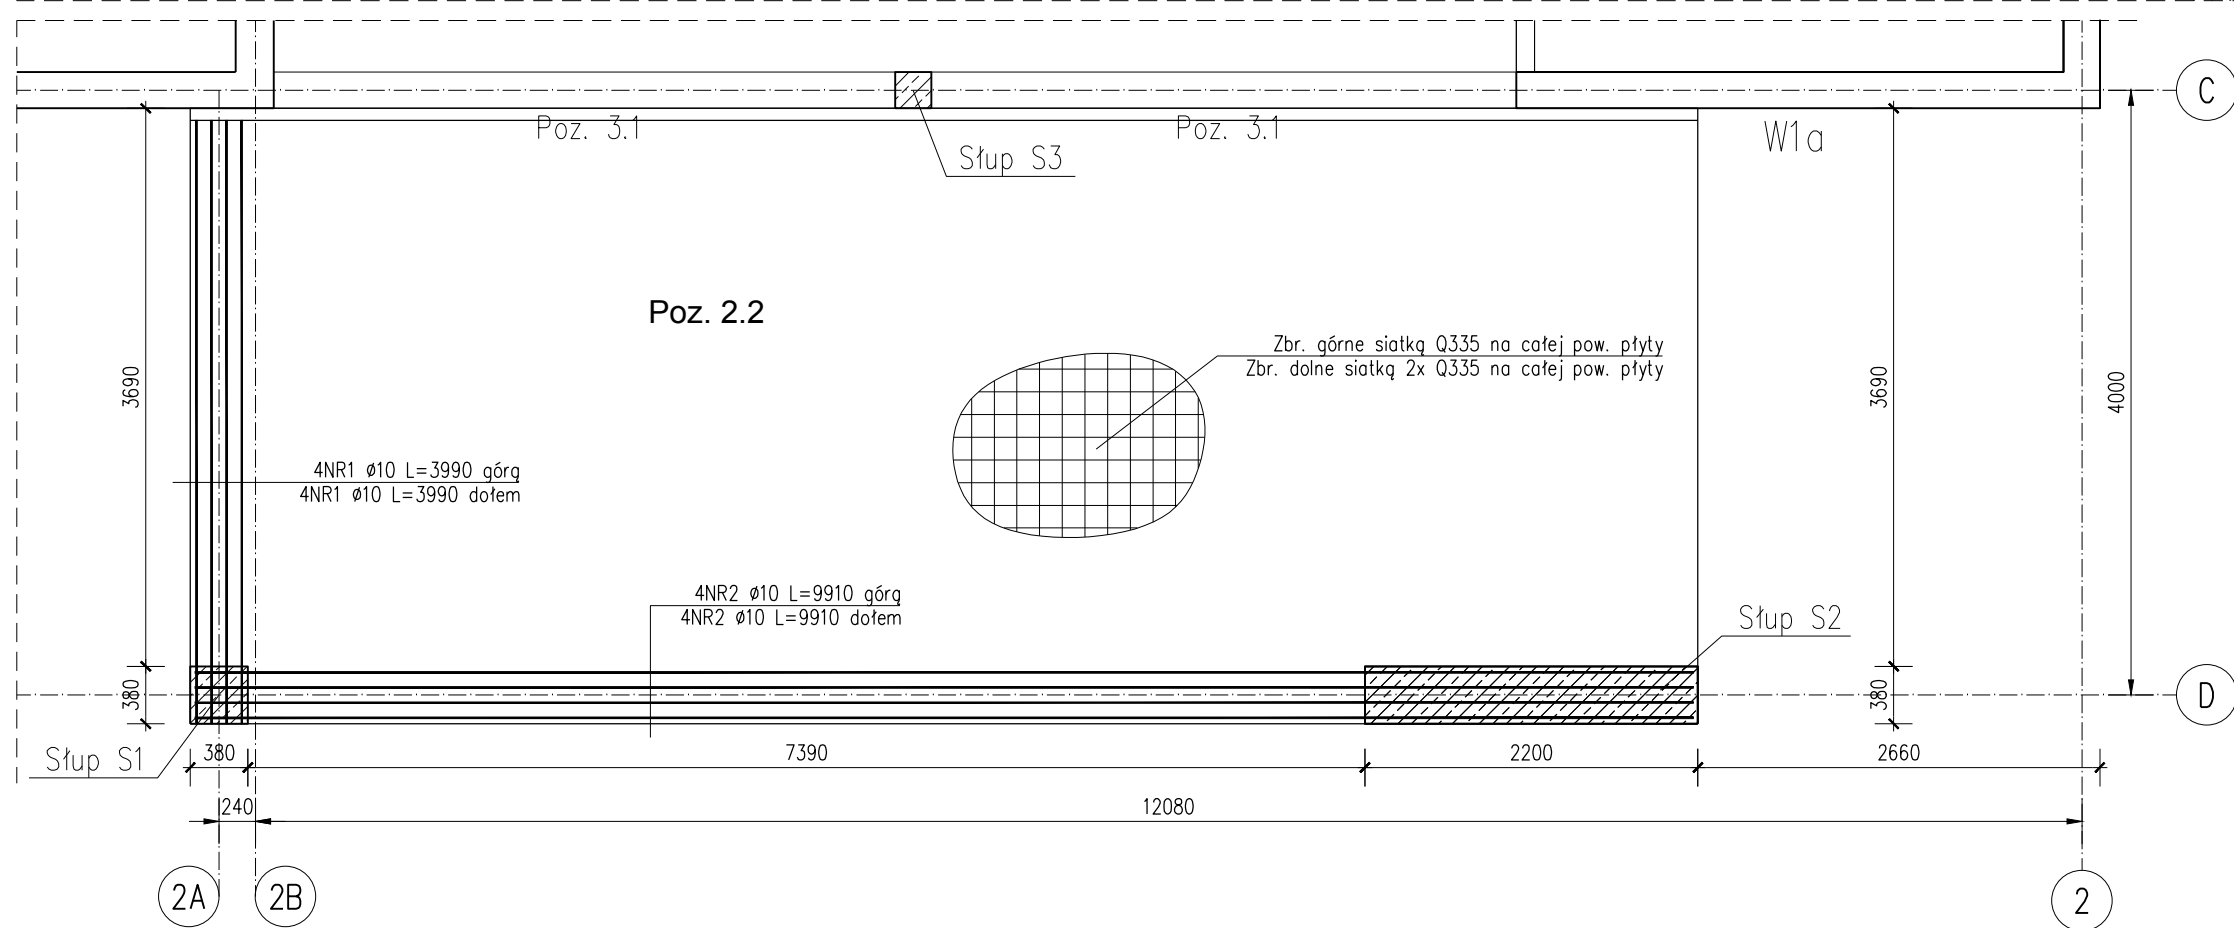 C
Poz. 3.1
Poz. 3.1
W1a
Słup S3
Poz. 2.2
Zbr. górne siatką Q335 na całej pow. płyty
Zbr. dolne siatką 2x Q335 na całej pow. płyty
3690
3690
4000
4NR1 ø10 L=3990 górą
4NR1 ø10 L=3990 dołem
4NR2 ø10 L=9910 górą
4NR2 ø10 L=9910 dołem
Słup S2
380
380
D
Słup S1
380
7390
2200
2660
240
12080
2A
2B
2